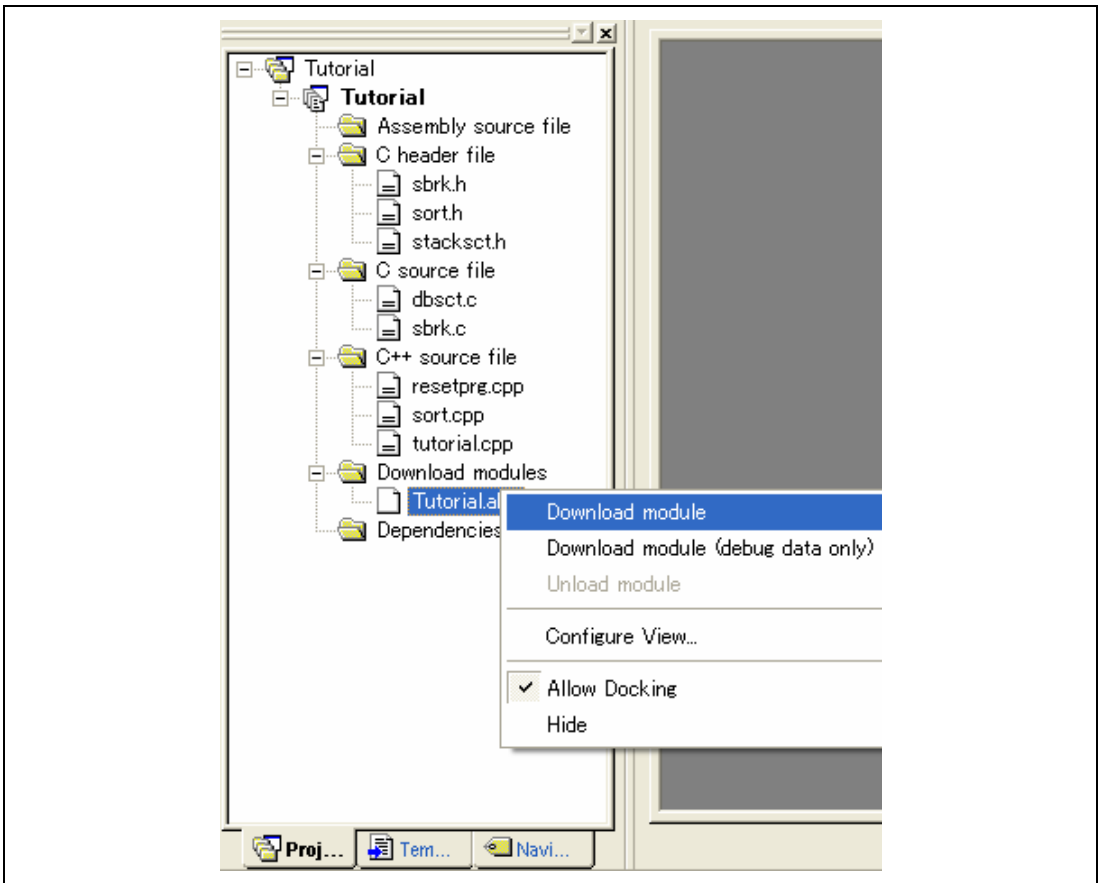 Tutorial
Tutorial
Assembly source file
C header file
sbrk.h
sort.h
stacksct.h
C source file
dbsct.c
sbrk.c
C++ source file
resetprg.cpp
sort.cpp
tutorial.cpp
Download modules
Tutorial.a
Dependencies
Download module
Download module (debug data only)
Unload module
Configure View...
Allow Docking
Hide
Proj...
Tem...
Navi...